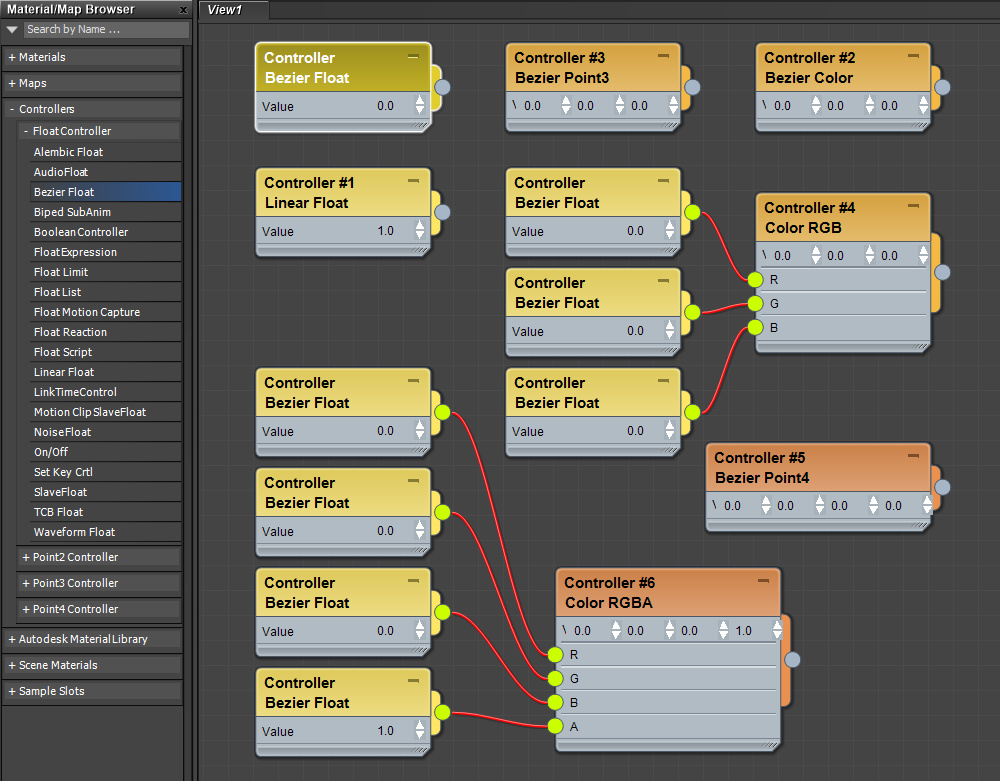 Material/Map Browser x
Search by Name ...
+ Materials
+ Maps
- Controllers
- Float Controller
Alembic Float
AudioFloat
Bezier Float
Biped SubAnim
Boolean Controller
Float Expression
Float Limit
Float List
Float Motion Capture
Float Reaction
Float Script
Linear Float
LinkTimeControl
Motion Clip SlaveFloat
Noise Float
On/Off
Set Key Crtl
SlaveFloat
TCB Float
Waveform Float
+ Point2 Controller
+ Point3 Controller
+ Point4 Controller
+ Autodesk Material Library
+ Scene Materials
+ Sample Slots
View1
Controller
Bezier Float
Value 0.0
Controller #3
Bezier Point3
\ 0.0 0.0 0.0
Controller #2
Bezier Color
\ 0.0 0.0 0.0
Controller #1
Linear Float
Value 1.0
Controller
Bezier Float
Value 0.0
Controller #4
Color RGB
\ 0.0 0.0 0.0
R
G
B
Controller
Bezier Float
Value 0.0
Controller
Bezier Float
Value 0.0
Controller
Bezier Float
Value 0.0
Controller #5
Bezier Point4
\ 0.0 0.0 0.0 0.0
Controller
Bezier Float
Value 0.0
Controller
Bezier Float
Value 0.0
Controller #6
Color RGBA
\ 0.0 0.0 0.0 1.0
R
G
B
A
Controller
Bezier Float
Value 1.0